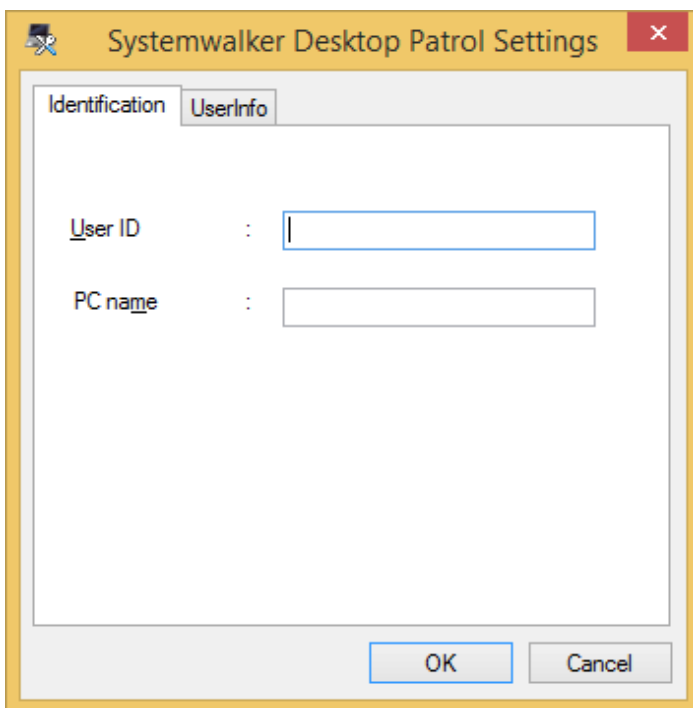 Systemwalker Desktop Patrol Settings
Identification UserInfo
User ID :
PC name :
OK Cancel